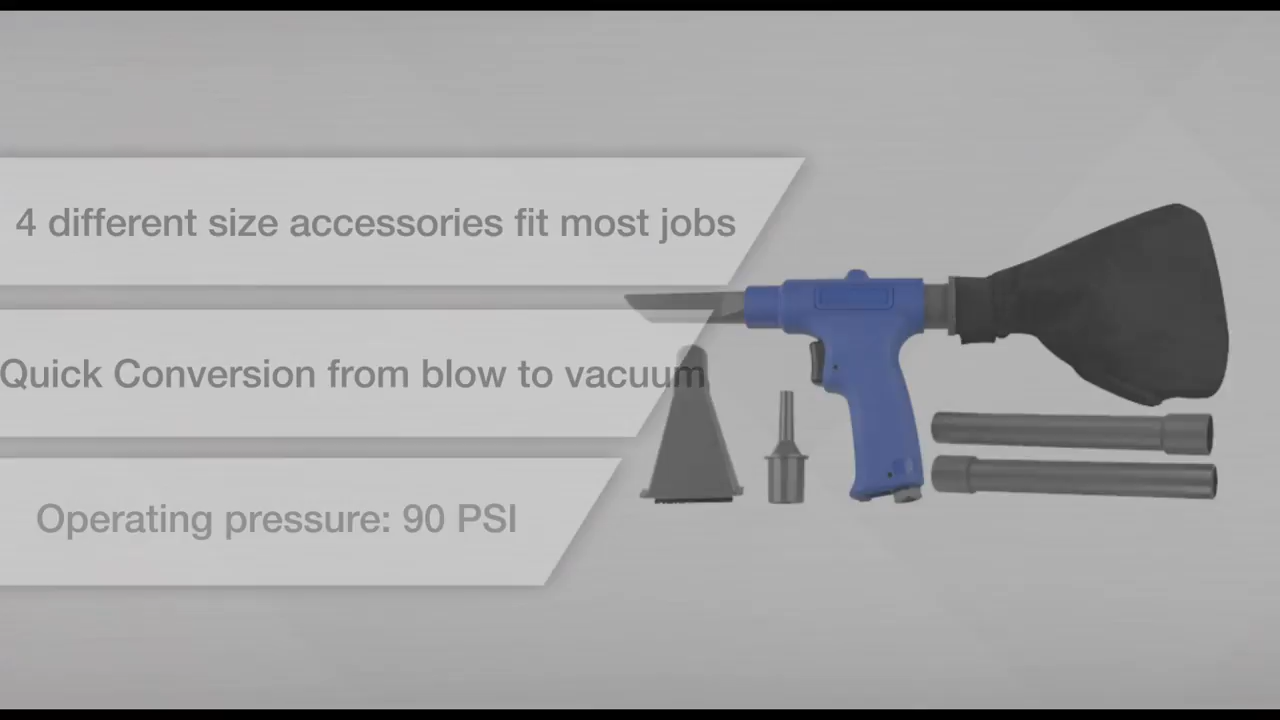 4 different size accessories fit most jobs
Quick Conversion from blow to vacuum
Operating pressure: 90 PSI